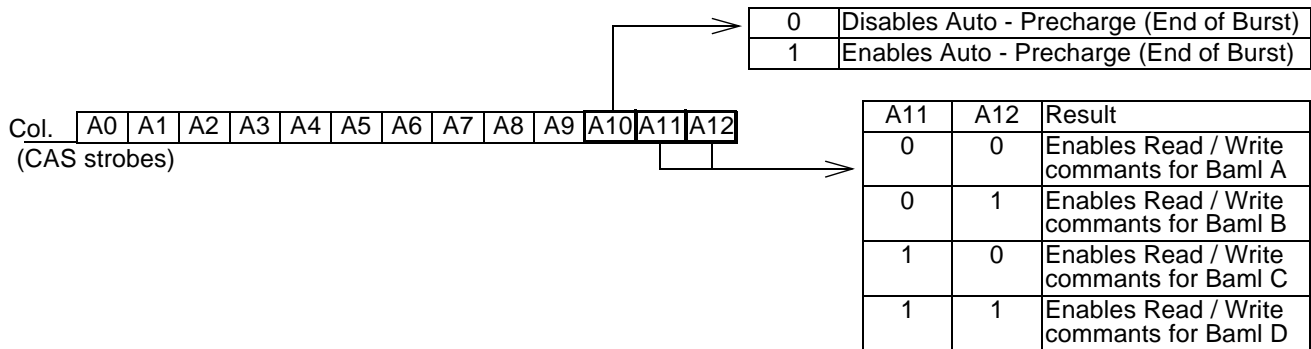 0 Disables Auto - Precharge (End of Burst)
1 Enables Auto - Precharge (End of Burst)
Col. A0 A1 A2 A3 A4 A5 A6 A7 A8 A9 A10 A11 A12
(CAS strobes)
A11 A12 Result
0 0 Enables Read / Write
commants for Baml A
0 1 Enables Read / Write
commants for Baml B
1 0 Enables Read / Write
commants for Baml C
1 1 Enables Read / Write
commants for Baml D